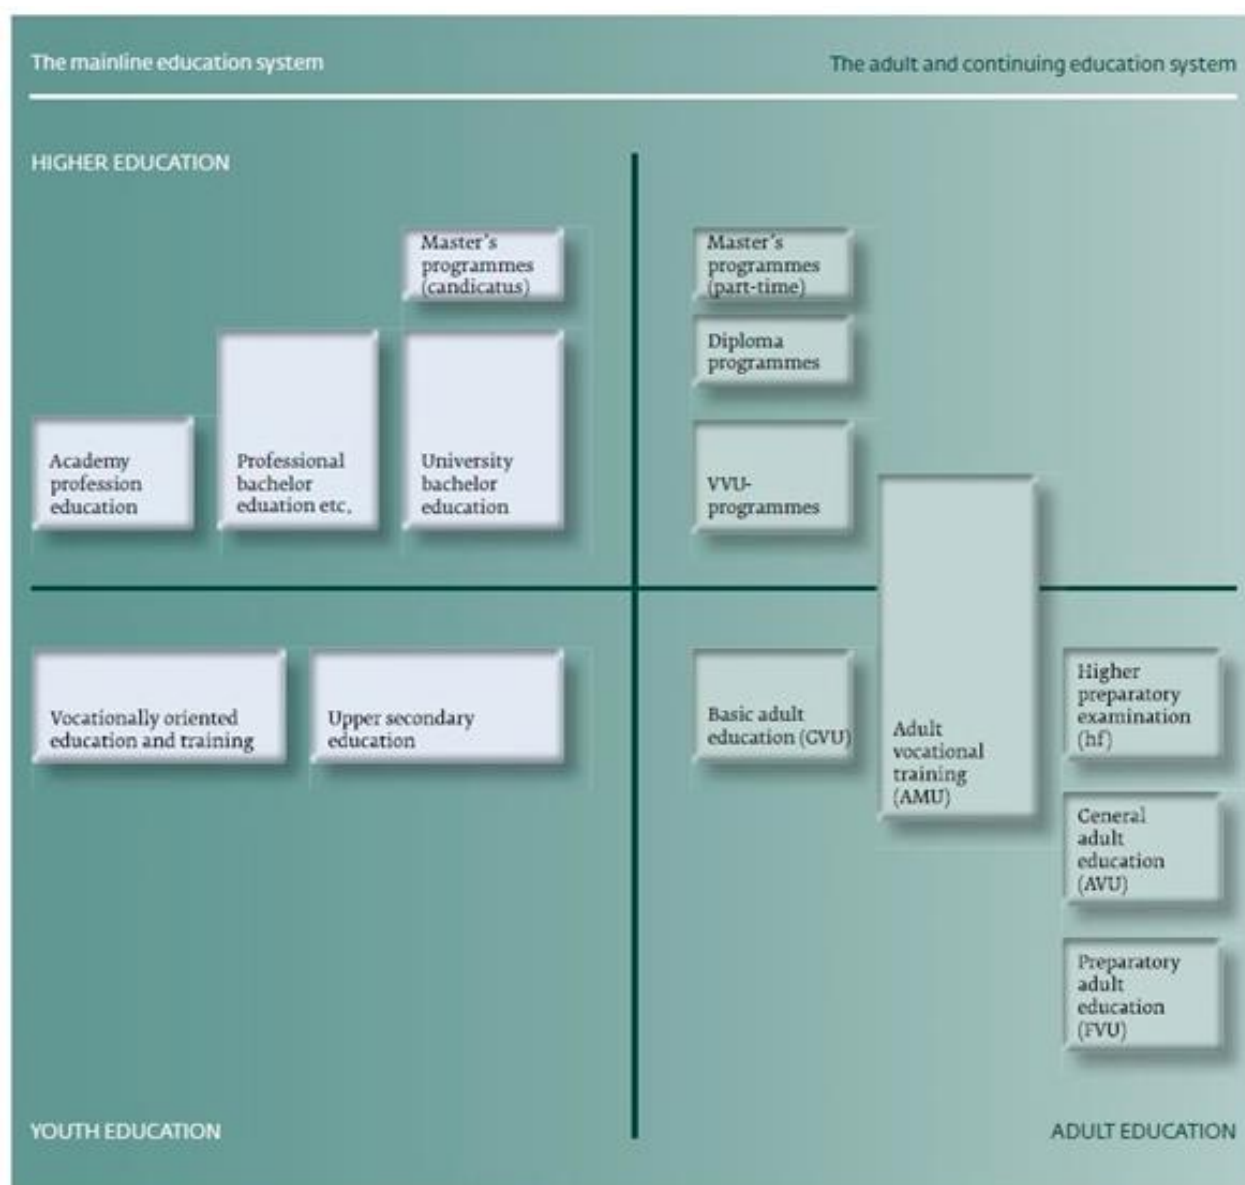 The mainline education system
The adult and continuing education system
HIGHER EDUCATION
Master's
programmes
(candicatus)
Master's
programmes
(part-time)
Diploma
programmes
Academy
profession
education
Professional
bachelor
eduation etc.
University
bachelor
education
VVU-
programmes
Vocationally oriented
education and training
Upper secondary
education
Basic adult
education (GVU)
Adult
vocational
training
(AMU)
Higher
preparatory
examination
(hf)
General
adult
education
(AVU)
Preparatory
adult
education
(FVU)
YOUTH EDUCATION
ADULT EDUCATION